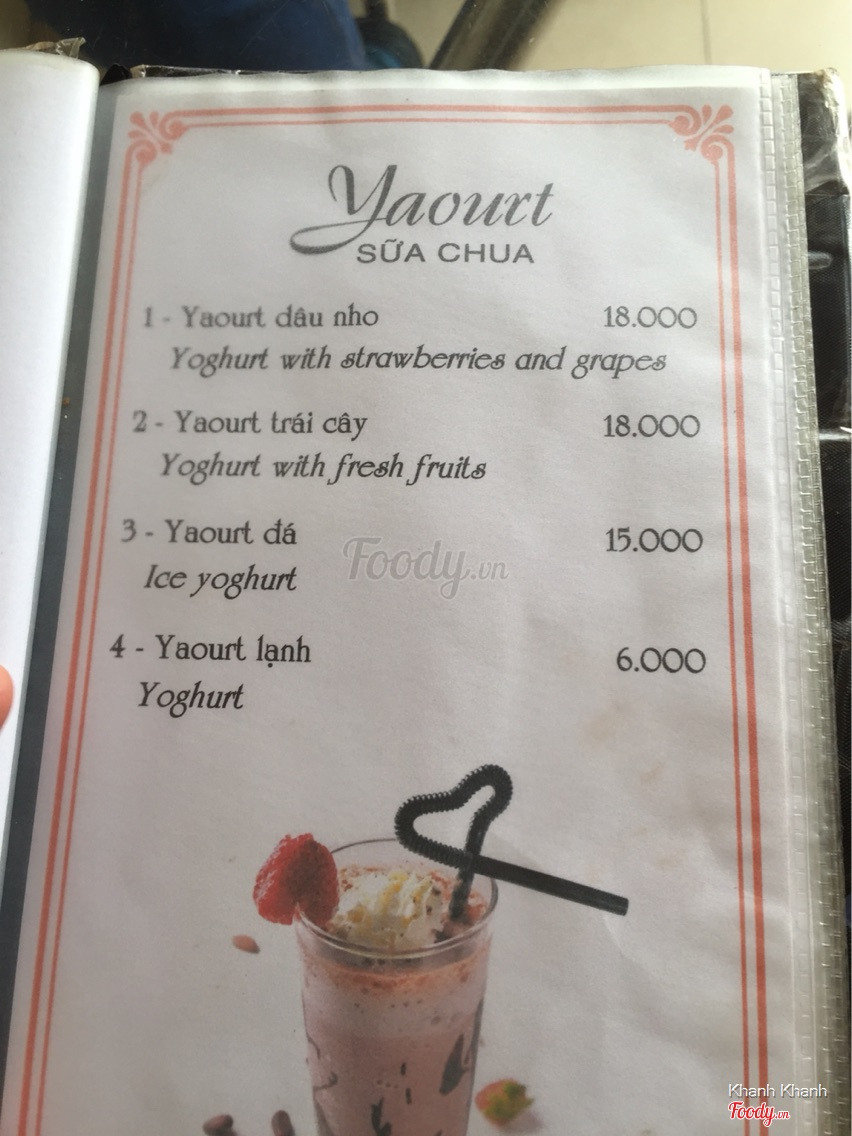 Yaourt
SỮA CHUA
1 - Yaourt dâu nho 18.000
Yoghurt with strawberries and grapes
2 - Yaourt trái cây 18.000
Yoghurt with fresh fruits
3 - Yaourt đá 15.000
Ice yoghurt
Foody.vn
4 - Yaourt lạnh 6.000
Yoghurt
Khanh Khanh
Foody.vn